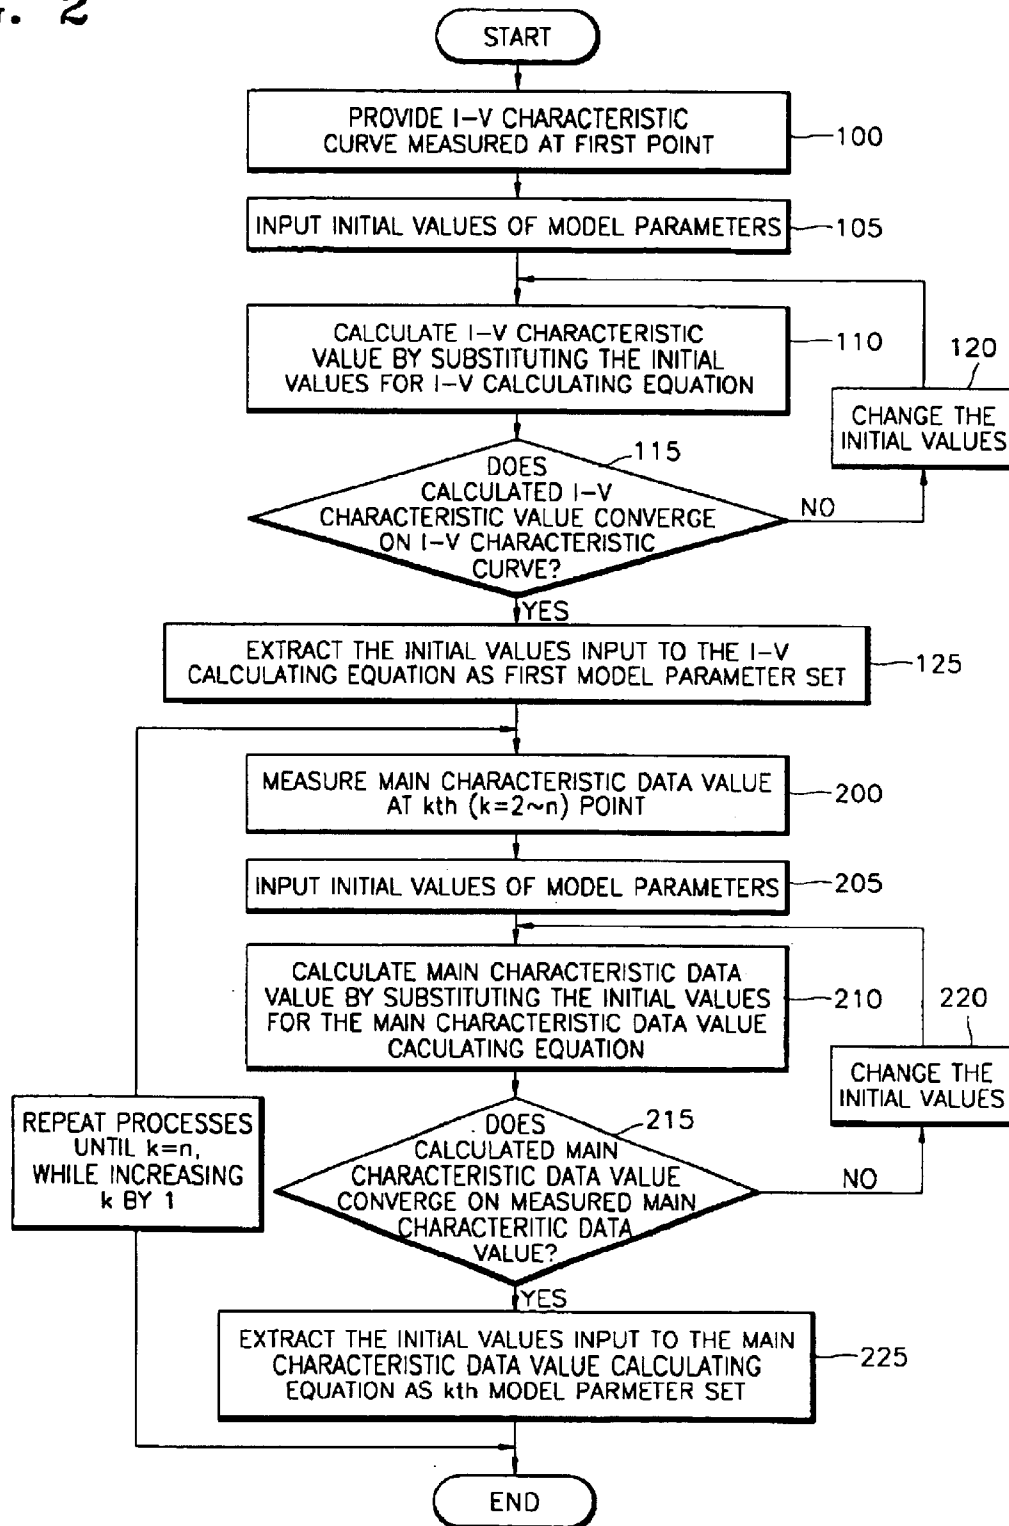 . 2
START
PROVIDE I-V CHARACTERISTIC
CURVE MEASURED AT FIRST POINT
100
INPUT INITIAL VALUES OF MODEL PARAMETERS
105
CALCULATE I-V CHARACTERISTIC
VALUE BY SUBSTITUTING THE INITIAL
VALUES FOR I-V CALCULATING EQUATION
110
120
CHANGE THE
INITIAL VALUES
115
DOES
CALCULATED I-V
CHARACTERISTIC VALUE CONVERGE
ON I-V CHARACTERISTIC
CURVE?
NO
YES
EXTRACT THE INITIAL VALUES INPUT TO THE I-V
CALCULATING EQUATION AS FIRST MODEL PARAMETER SET
125
MEASURE MAIN CHARACTERISTIC DATA VALUE
AT kth (k=2~n) POINT
200
INPUT INITIAL VALUES OF MODEL PARAMETERS
205
CALCULATE MAIN CHARACTERISTIC DATA
VALUE BY SUBSTITUTING THE INITIAL VALUES
FOR THE MAIN CHARACTERISTIC DATA VALUE
CACULATING EQUATION
210
220
CHANGE THE
INITIAL VALUES
REPEAT PROCESSES
UNTIL k=n,
WHILE INCREASING
k BY 1
215
DOES
CALCULATED MAIN
CHARACTERISTIC DATA VALUE
CONVERGE ON MEASURED MAIN
CHARACTERITIC DATA
VALUE?
NO
YES
EXTRACT THE INITIAL VALUES INPUT TO THE MAIN
CHARACTERISTIC DATA VALUE CALCULATING
EQUATION AS kth MODEL PARMETER SET
225
END